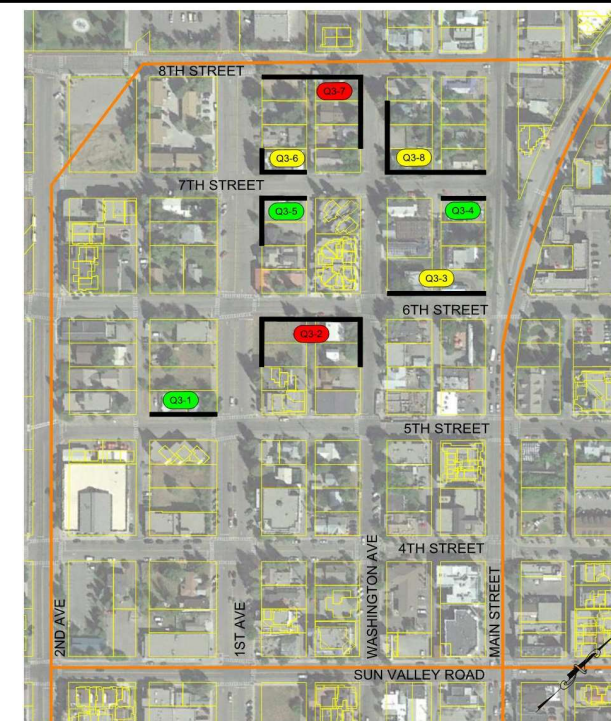 8TH STREET
Q3-7
Q3-6
Q3-8
7TH STREET
Q3-5
Q3-4
Q3-3
6TH STREET
Q3-2
Q3-1
5TH STREET
4TH STREET
2ND AVE
1ST AVE
WASHINGTON AVE
MAIN STREET
SUN VALLEY ROAD